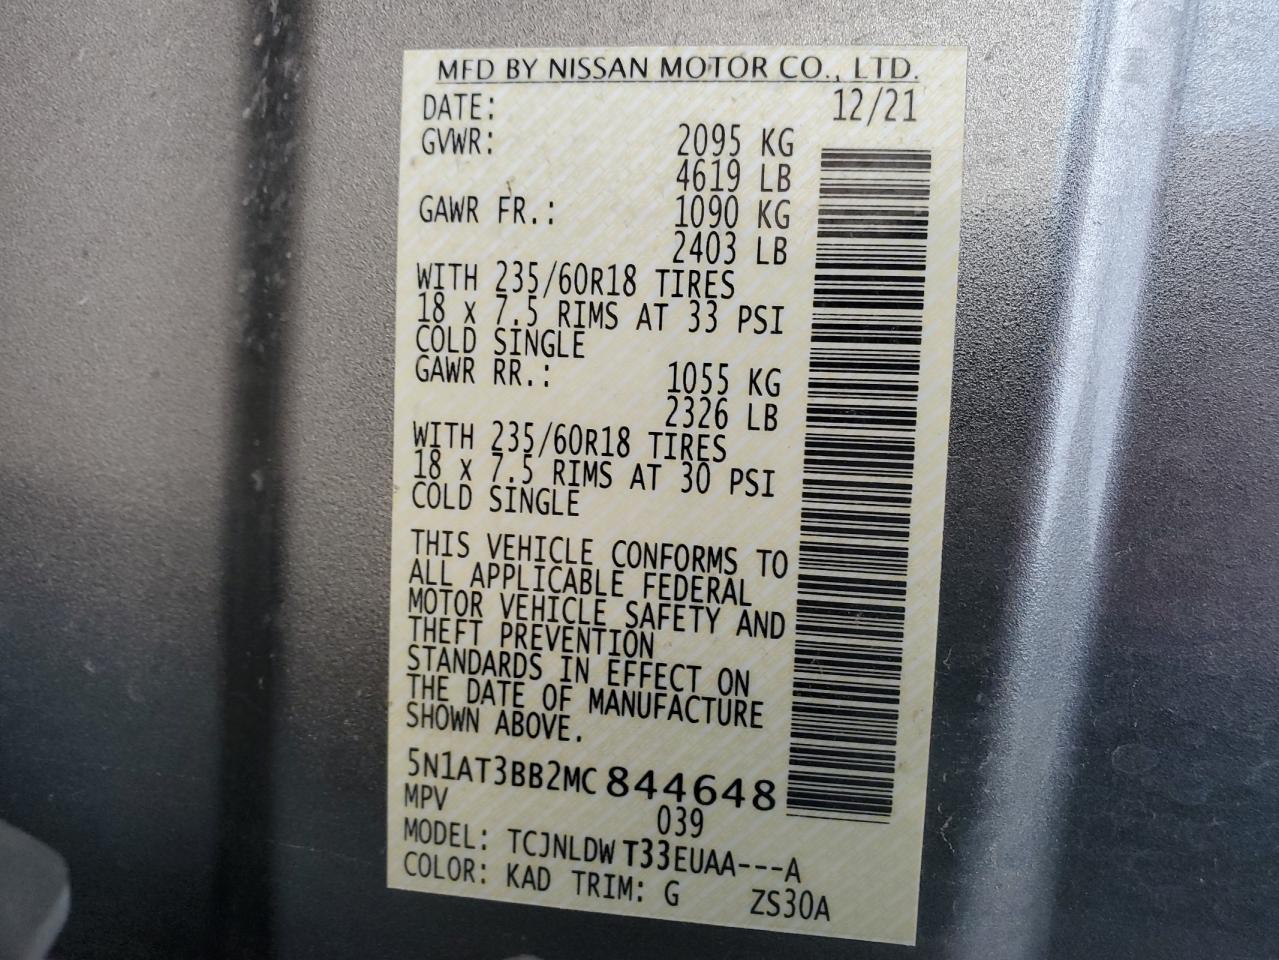 MFD BY NISSAN MOTOR CO., LTD.
DATE: 12/21
GVWR: 2095 KG
4619 LB
GAWR FR.: 1090 KG
2403 LB
WITH 235/60R18 TIRES
18 x 7.5 RIMS AT 33 PSI
COLD SINGLE
GAWR RR.: 1055 KG
2326 LB
WITH 235/60R18 TIRES
18 x 7.5 RIMS AT 30 PSI
COLD SINGLE
THIS VEHICLE CONFORMS TO
ALL APPLICABLE FEDERAL
MOTOR VEHICLE SAFETY AND
THEFT PREVENTION
STANDARDS IN EFFECT ON
THE DATE OF MANUFACTURE
SHOWN ABOVE.
5N1AT3BB2MC844648
MPV 039
MODEL: TCJNLDWT33EUAA---A
COLOR: KAD TRIM: G ZS30A